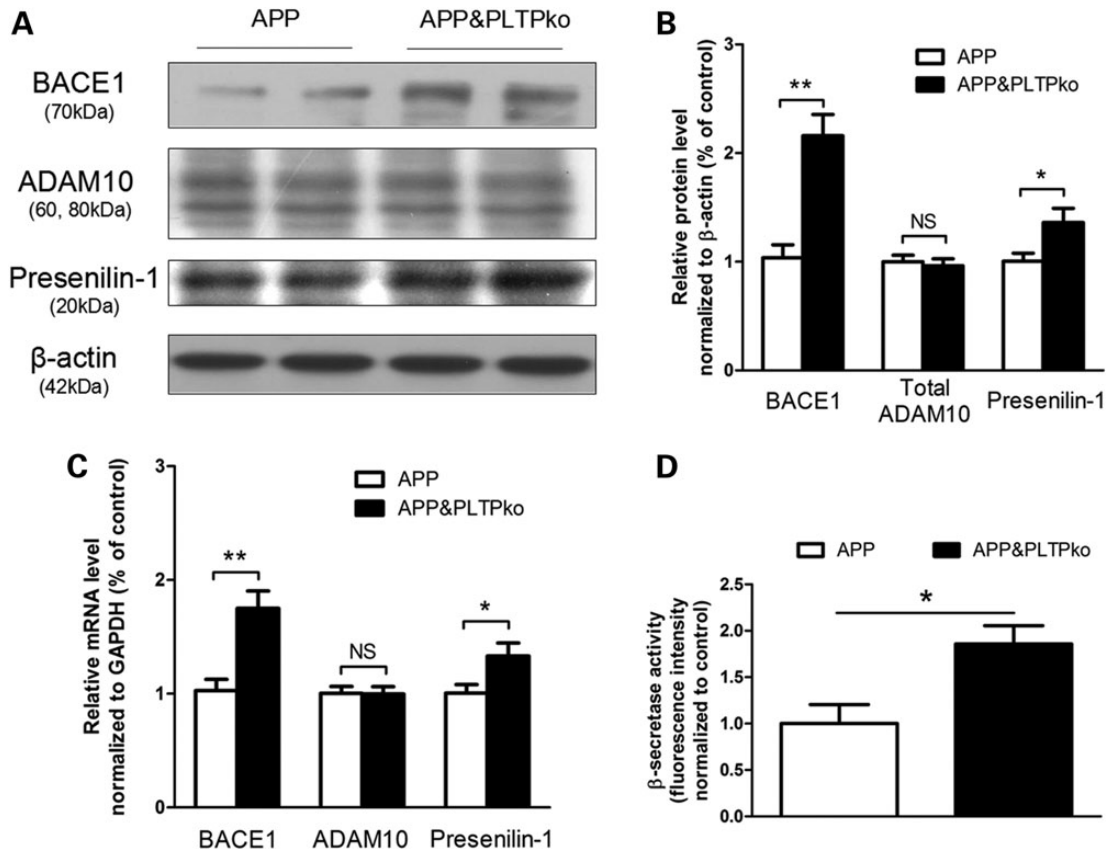 A
APP
APP&PLTPko
BACE1
(70kDa)
ADAM10
(60, 80kDa)
Presenilin-1
(20kDa)
β-actin
(42kDa)
B
Relative protein level
normalized to β-actin (% of control)
3
2
1
0
APP
APP&PLTPko
**
NS
*
BACE1
Total
ADAM10
Presenilin-1
C
Relative mRNA level
normalized to GAPDH (% of control)
3
2
1
0
APP
APP&PLTPko
**
NS
*
BACE1
ADAM10
Presenilin-1
D
APP
APP&PLTPko
β-secretase activity
(fluorescence intensity
normalized to control)
2.5
2.0
1.5
1.0
0.5
0.0
*